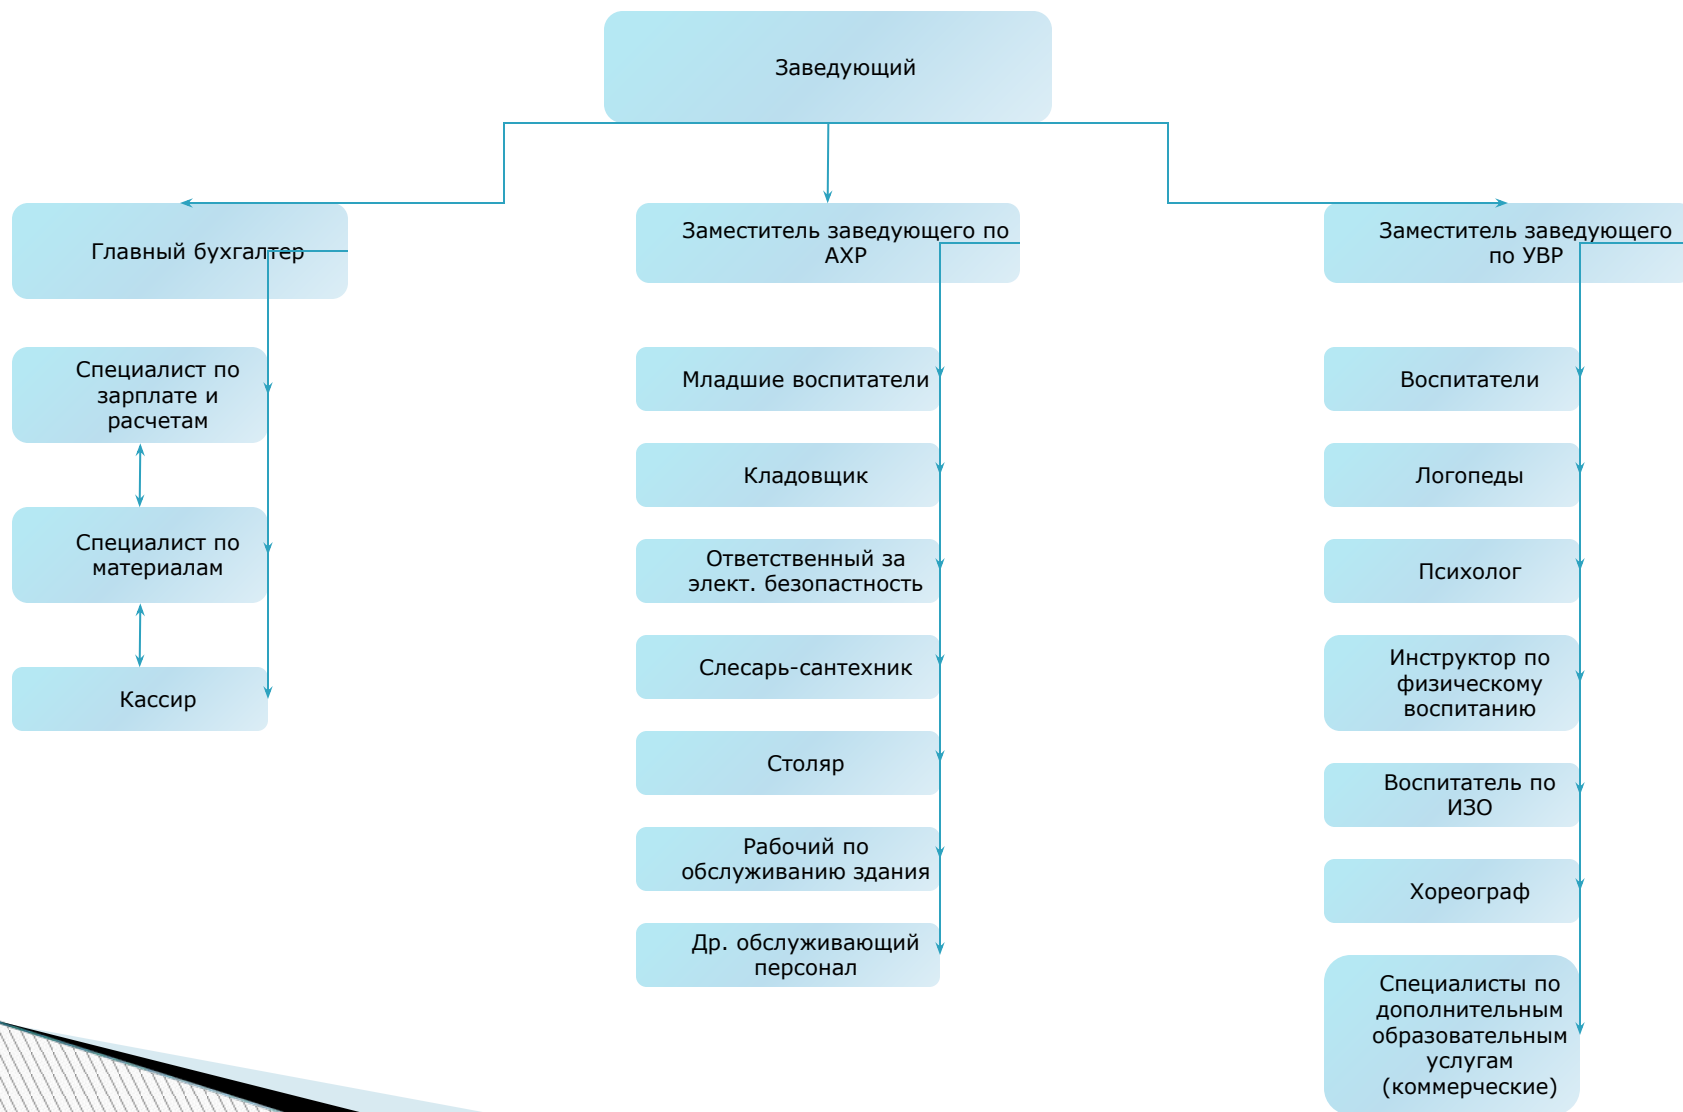 Заведующий
Главный бухгалтер
Специалист по
зарплате и
расчетам
Специалист по
материалам
Кассир
Заместитель заведующего по
АХР
Младшие воспитатели
Кладовщик
Ответственный за
элект. безопастность
Слесарь-сантехник
Столяр
Рабочий по
обслуживанию здания
Др. обслуживающий
персонал
Заместитель заведующего
по УВР
Воспитатели
Логопеды
Психолог
Инструктор по
физическому
воспитанию
Воспитатель по
ИЗО
Хореограф
Специалисты по
дополнительным
образовательным
услугам
(коммерческие)